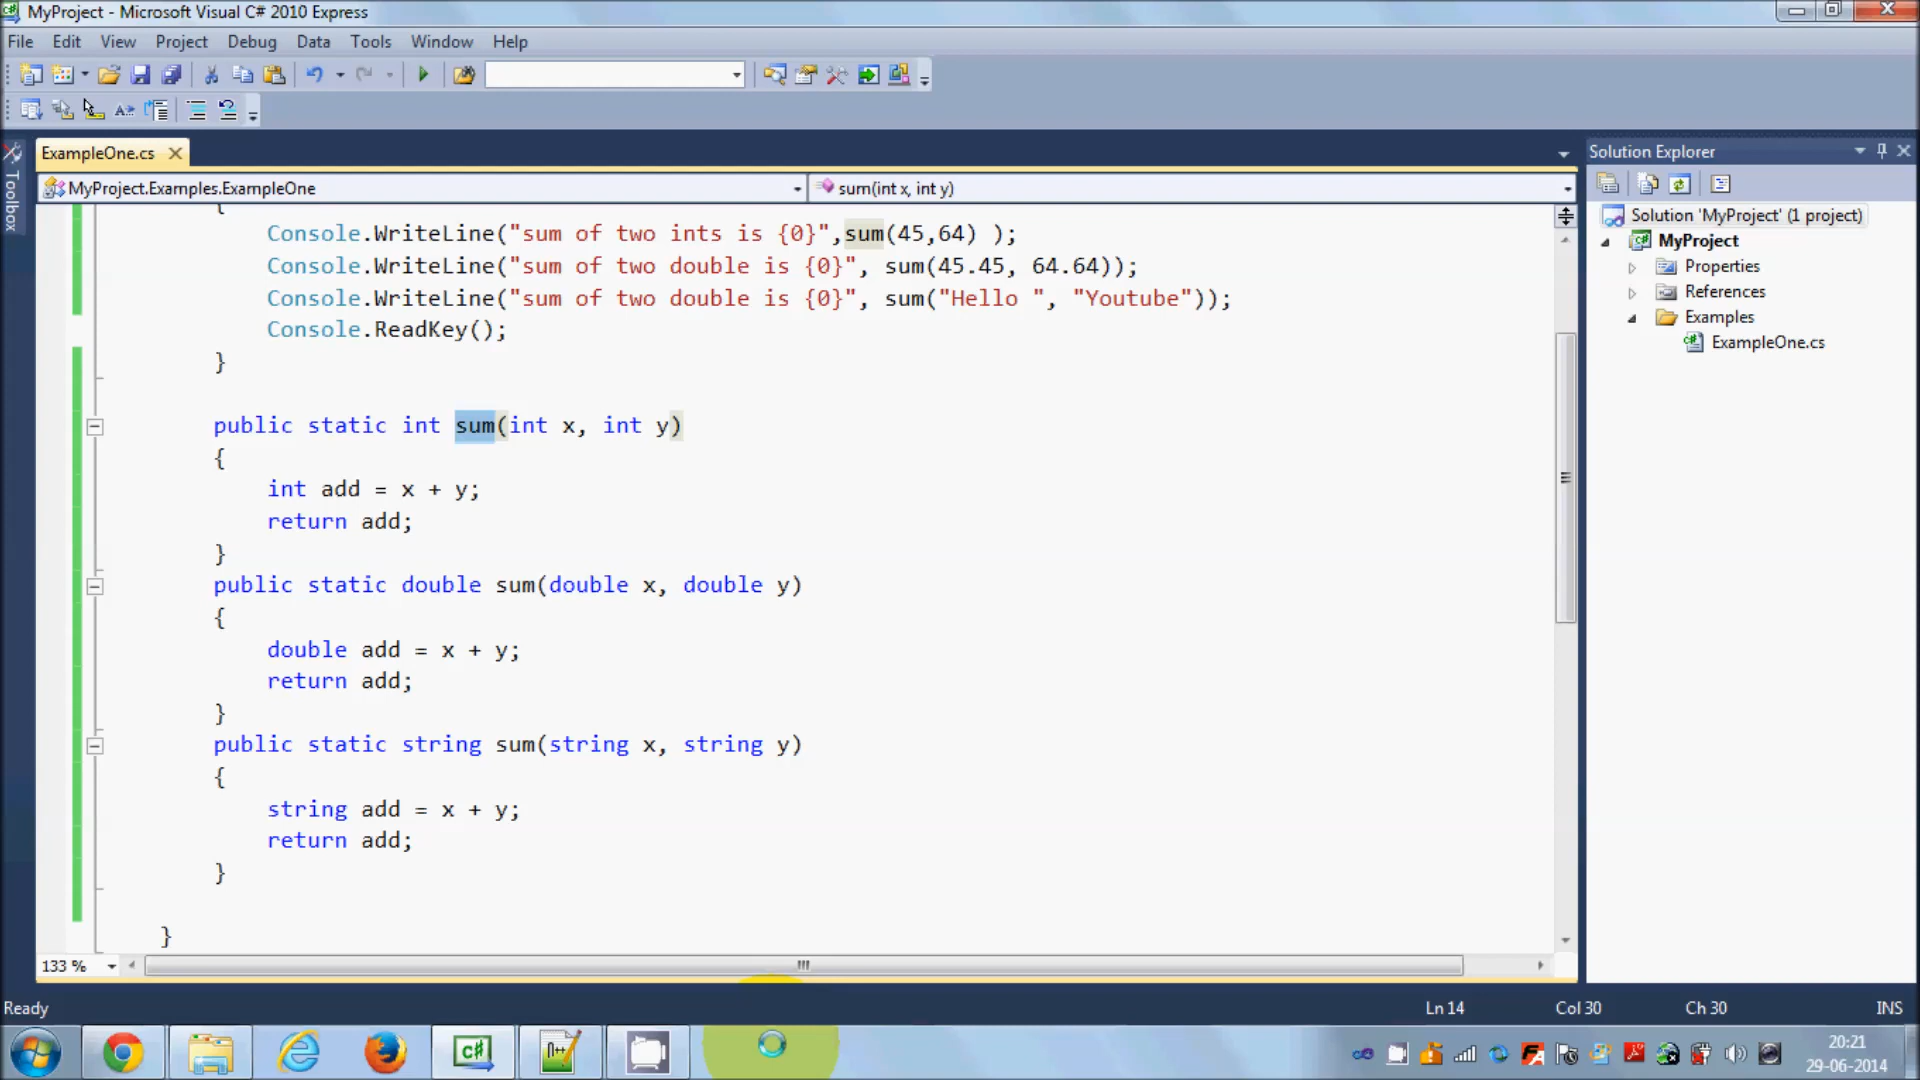 MyProject - Microsoft Visual C# 2010 Express
File Edit View Project Debug Data Tools Window Help
ExampleOne.cs
MyProject.Examples.ExampleOne
sum(int x, int y)
{
Console.WriteLine("sum of two ints is {0}",sum(45,64) );
Console.WriteLine("sum of two double is {0}", sum(45.45, 64.64));
Console.WriteLine("sum of two double is {0}", sum("Hello ", "Youtube"));
Console.ReadKey();
}
public static int sum(int x, int y)
{
int add = x + y;
return add;
}
public static double sum(double x, double y)
{
double add = x + y;
return add;
}
public static string sum(string x, string y)
{
string add = x + y;
return add;
}
}
133 %
Toolbox
Solution Explorer
Solution 'MyProject' (1 project)
MyProject
Properties
References
Examples
ExampleOne.cs
Ready
Ln 14 Col 30 Ch 30 INS
20:21
29-06-2014